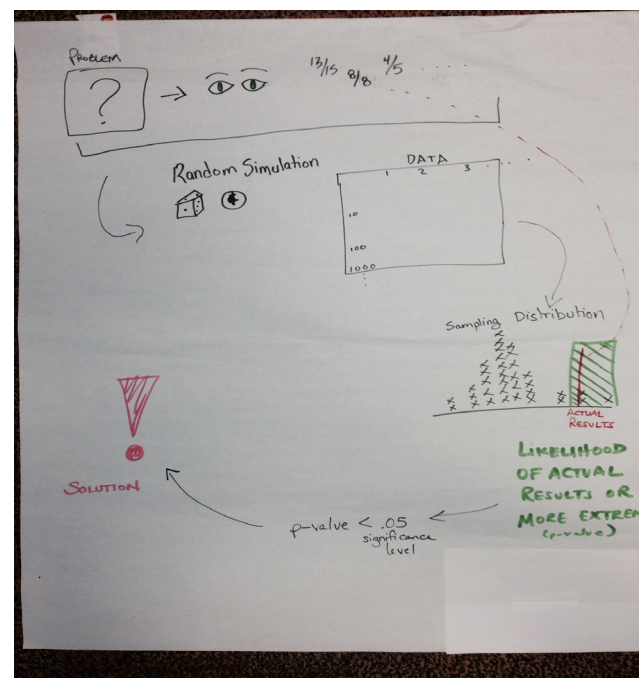 PROBLEM
?
13/15 8/8 4/5 .....
Random Simulation
DATA
1 2 3 .....
10
100
1000
Sampling Distribution
ACTUAL
RESULTS
LIKELIHOOD
OF ACTUAL
RESULTS OR
MORE EXTREM
(p-value)
p-value < .05
significance
level
SOLUTION